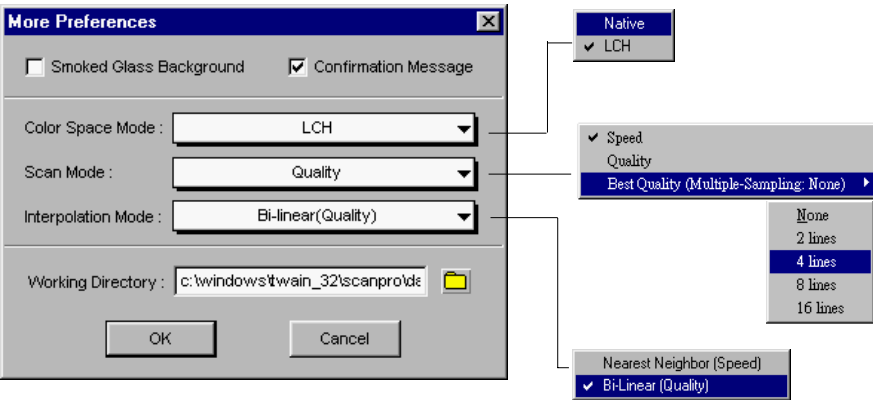 More Preferences
Smoked Glass Background
Confirmation Message
Color Space Mode :
LCH
Scan Mode :
Quality
Interpolation Mode :
Bi-linear(Quality)
Working Directory :
c:\windows\twain_32\scanpro\da
OK
Cancel
Native
LCH
Speed
Quality
Best Quality (Multiple-Sampling: None)
None
2 lines
4 lines
8 lines
16 lines
Nearest Neighbor (Speed)
Bi-Linear (Quality)